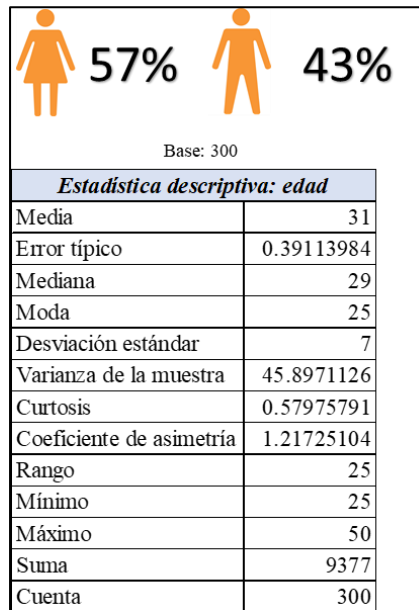 57% 43%
Base: 300
Estadística descriptiva: edad
Media 31
Error típico 0.39113984
Mediana 29
Moda 25
Desviación estándar 7
Varianza de la muestra 45.8971126
Curtosis 0.57975791
Coeficiente de asimetría 1.21725104
Rango 25
Mínimo 25
Máximo 50
Suma 9377
Cuenta 300